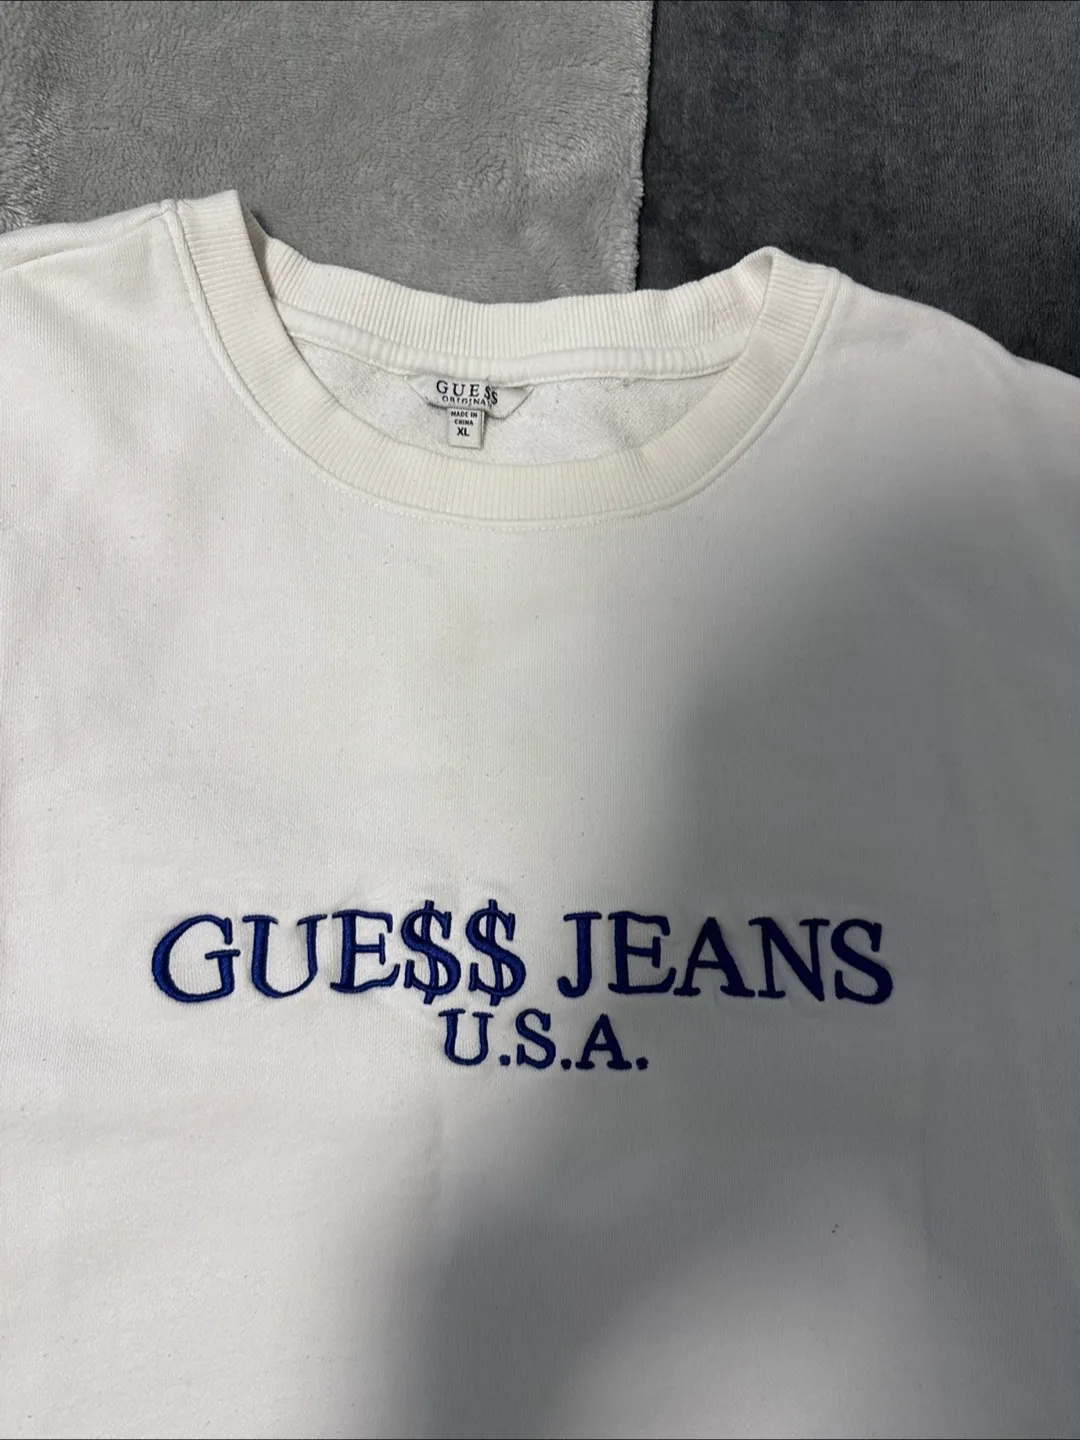 GUE$$
ORIGINALS
MADE IN
CHINA
XL
GUE$$ JEANS
U.S.A.